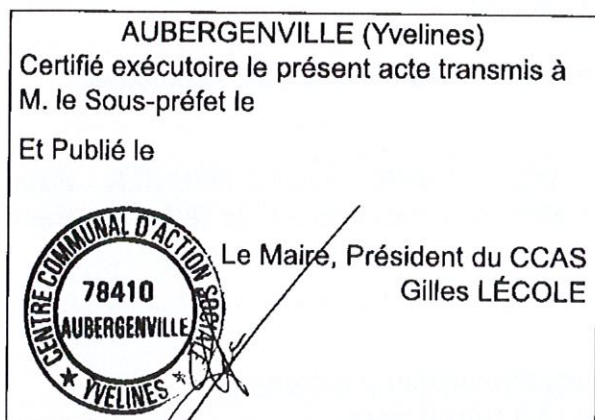 AUBERGENVILLE (Yvelines)
Certifié exécutoire le présent acte transmis à
M. le Sous-préfet le
Et Publié le
CENTRE COMMUNAL D'ACTION SOCIALE
78410
AUBERGENVILLE
* YVELINES *
Le Maire, Président du CCAS
Gilles LÉCOLE